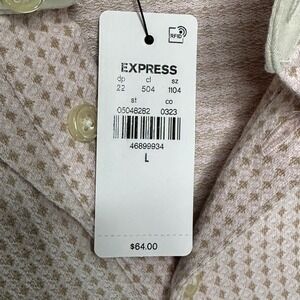 RFID
EXPRESS
dp cl sz
22 504 1104
st co
05048282 0323
46899934
L
$64.00